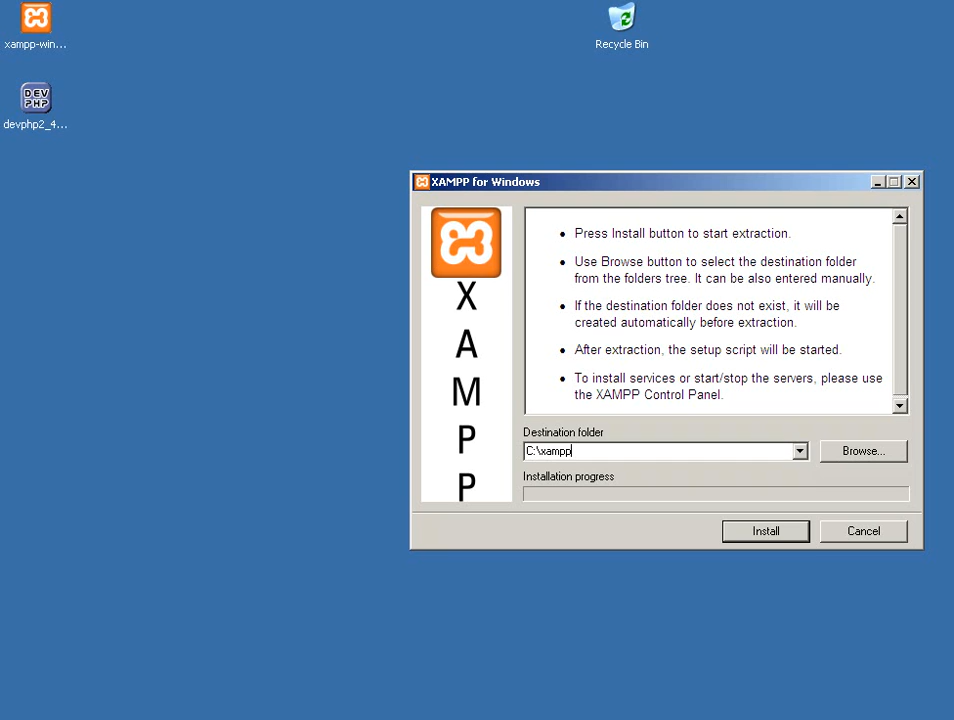 xampp-win...
Recycle Bin
DEV
PHP
devphp2_4...
XAMPP for Windows
X
A
M
P
P
Press Install button to start extraction.
Use Browse button to select the destination folder
from the folders tree. It can be also entered manually.
If the destination folder does not exist, it will be
created automatically before extraction.
After extraction, the setup script will be started.
To install services or start/stop the servers, please use
the XAMPP Control Panel.
Destination folder
C:\xampp
Browse...
Installation progress
Install
Cancel